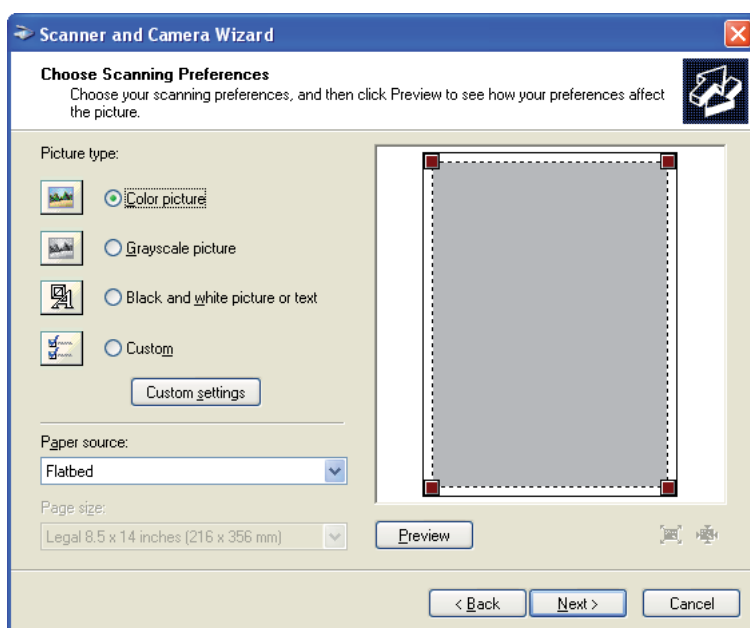 Scanner and Camera Wizard
Choose Scanning Preferences
Choose your scanning preferences, and then click Preview to see how your preferences affect
the picture.
Picture type:
Color picture
Grayscale picture
Black and white picture or text
Custom
Custom settings
Paper source:
Flatbed
Page size:
Legal 8.5 x 14 inches (216 x 356 mm)
Preview
< Back
Next >
Cancel